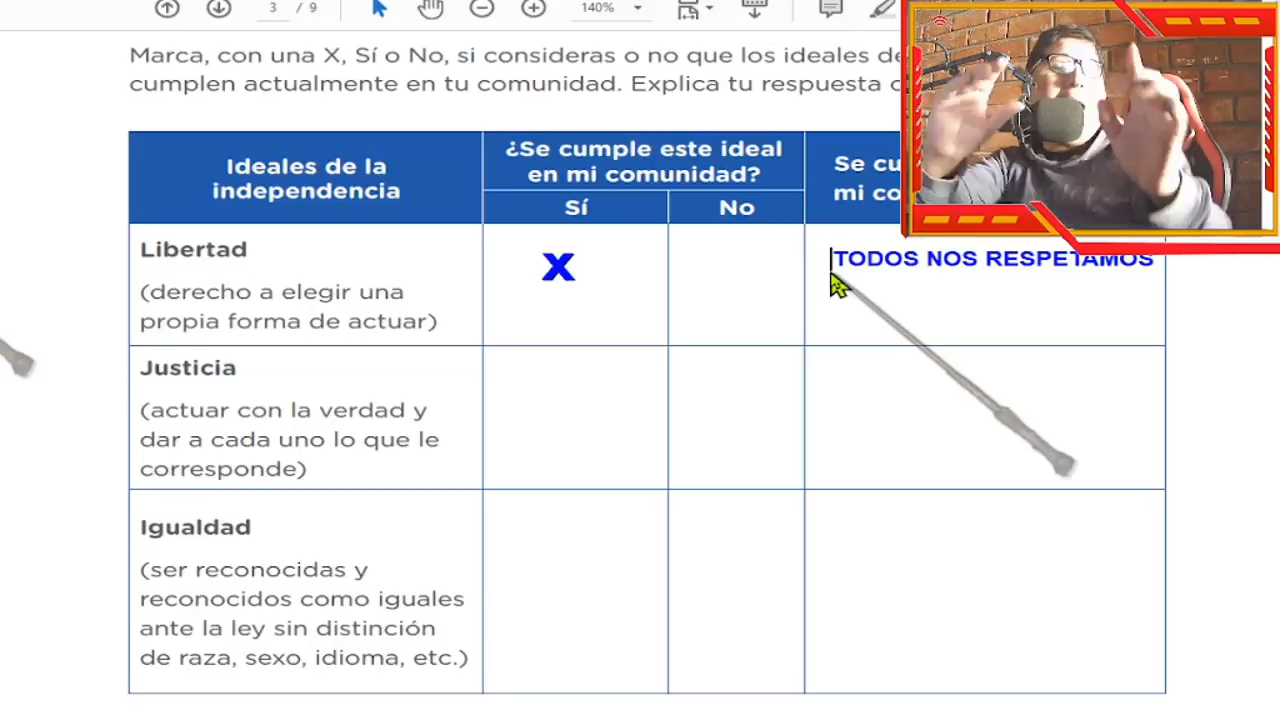 3 / 9
140%
Marca, con una X, Sí o No, si consideras o no que los ideales
cumplen actualmente en tu comunidad. Explica tu respuesta
Ideales de la
independencia
¿Se cumple este ideal
en mi comunidad?
Sí
No
Se
mi
Libertad
(derecho a elegir una
propia forma de actuar)
X
TODOS NOS RESPETAMOS
Justicia
(actuar con la verdad y
dar a cada uno lo que le
corresponde)
Igualdad
(ser reconocidas y
reconocidos como iguales
ante la ley sin distinción
de raza, sexo, idioma, etc.)